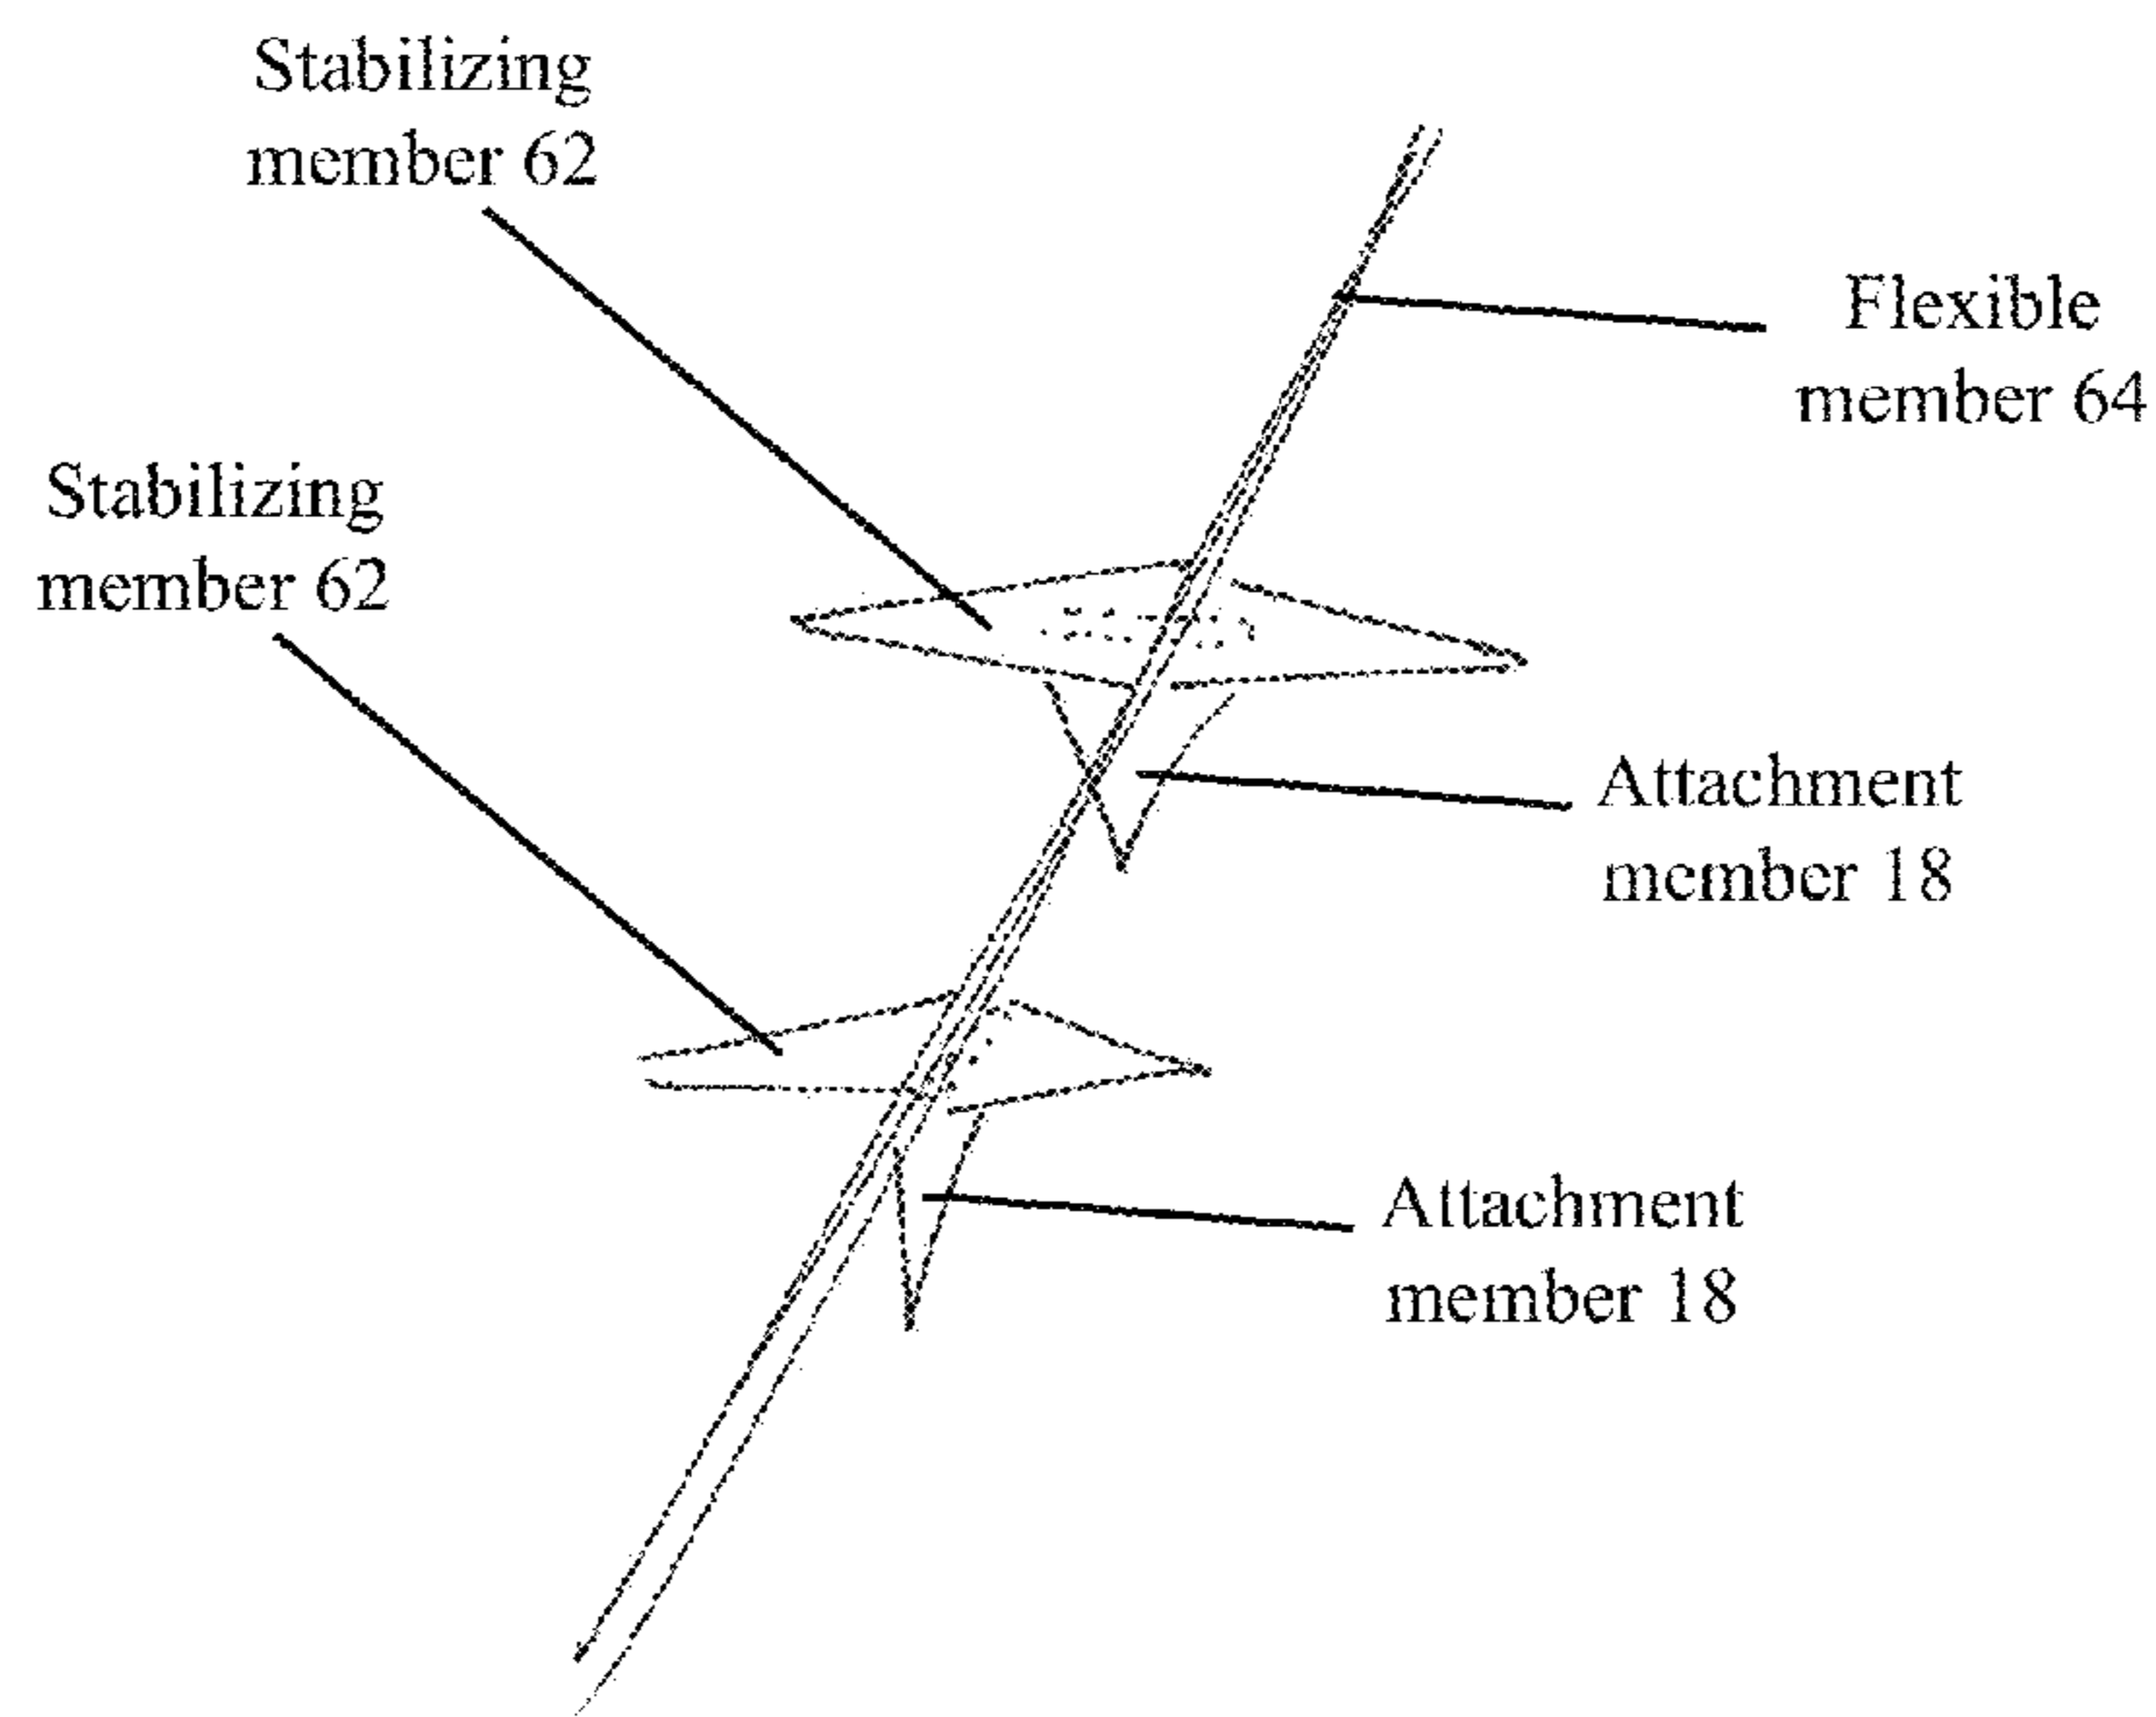 Stabilizing
member 62
Flexible
member 64
Stabilizing
member 62
Attachment
member 18
Attachment
member 18